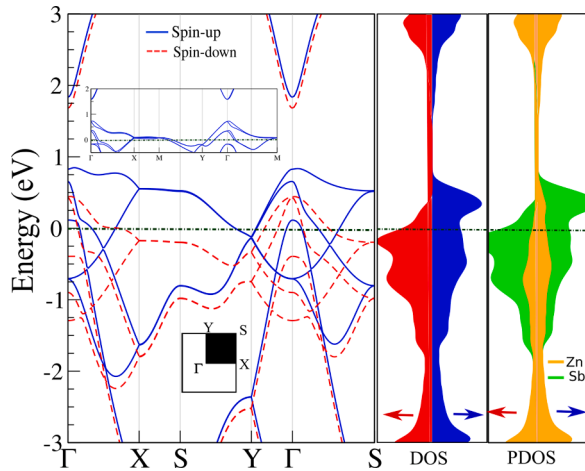 3
2
1
0
-1
-2
-3
Energy (eV)
Spin-up
Spin-down
2
1
0
Γ X M Y Γ M
Y S
Γ X
Γ X S Y Γ S
Zn
Sb
DOS PDOS